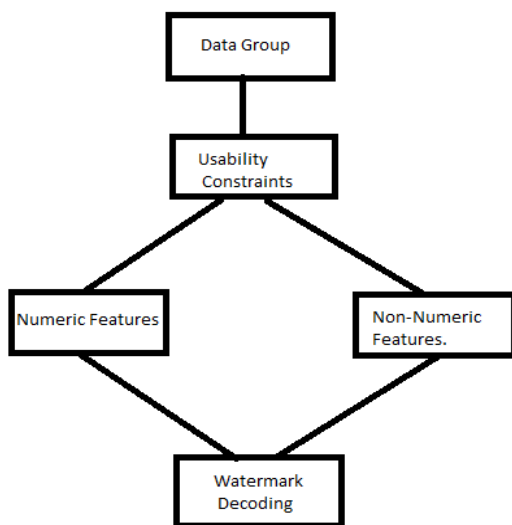 Data Group
Usability
Constraints
Numeric Features
Non-Numeric
Features.
Watermark
Decoding